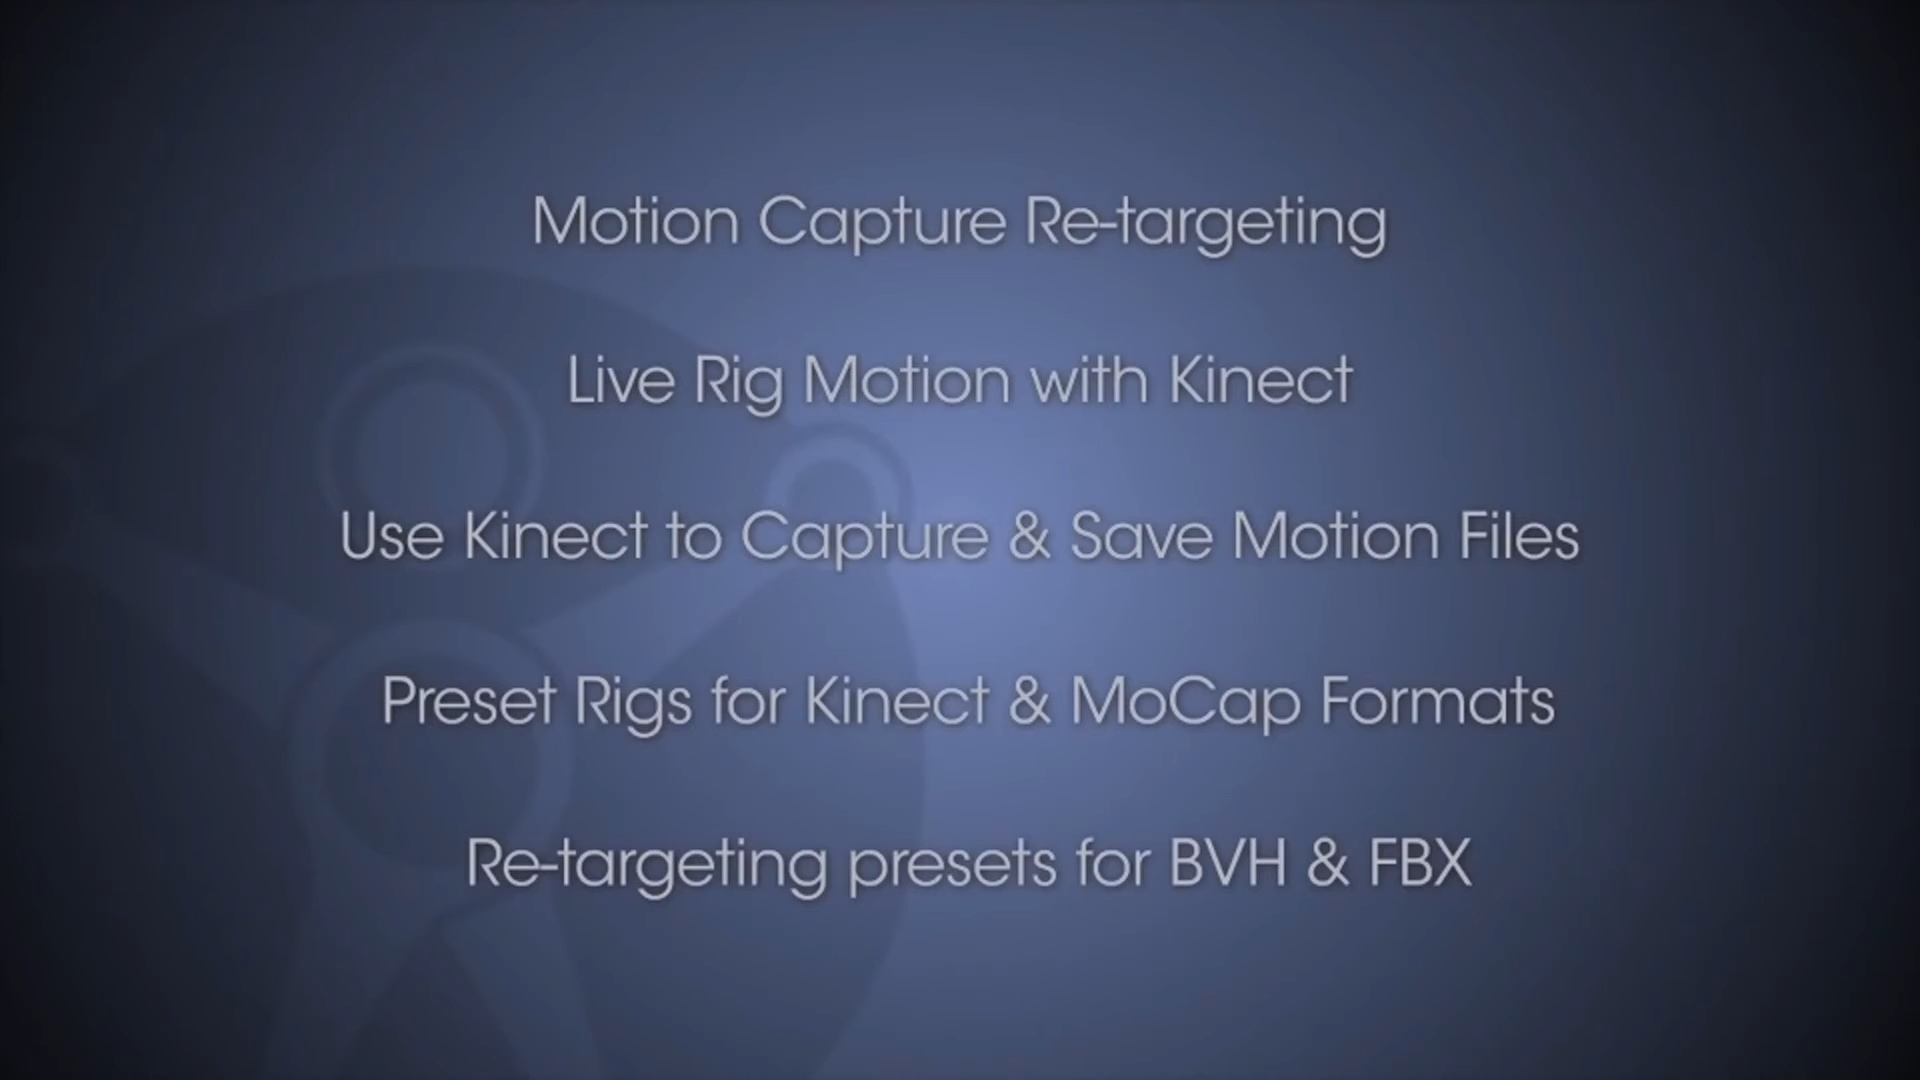 Motion Capture Re-targeting
Live Rig Motion with Kinect
Use Kinect to Capture & Save Motion Files
Preset Rigs for Kinect & MoCap Formats
Re-targeting presets for BVH & FBX